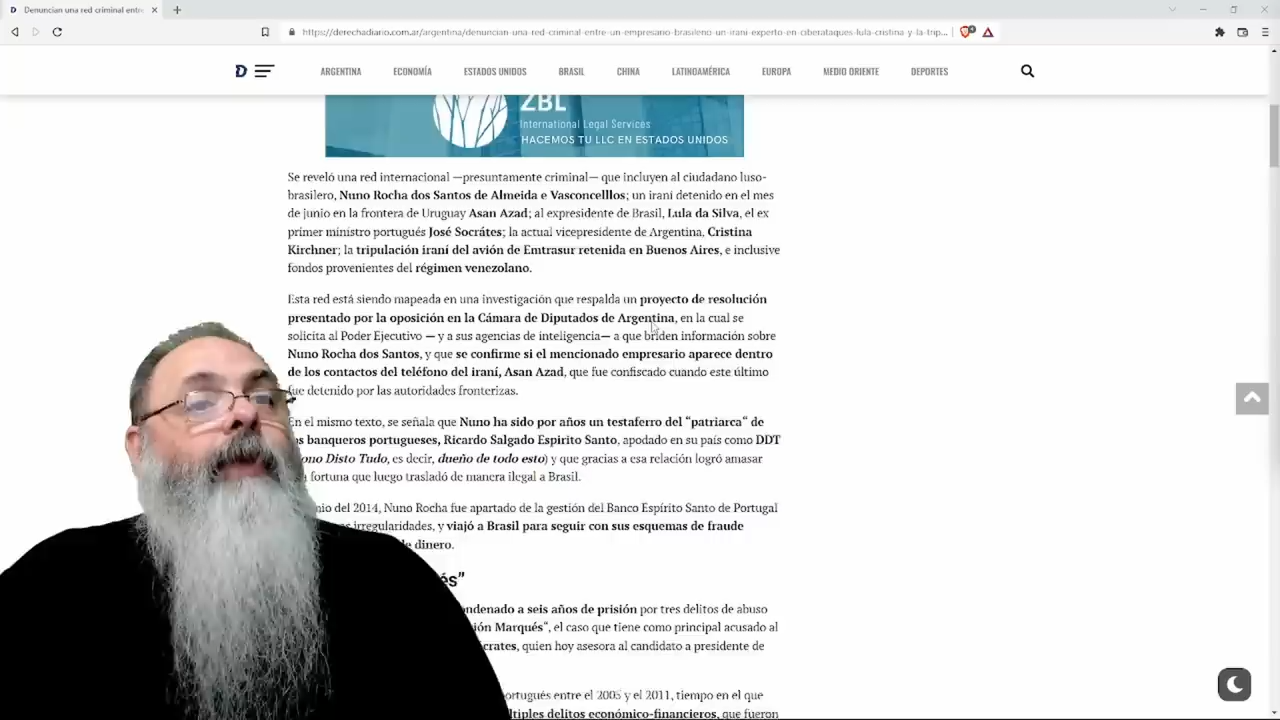 Denuncian una red criminal entre
https://derechadiario.com.ar/argentina/denuncian-una-red-criminal-entre-un-empresario-brasileno-un-irani-experto-en-ciberataques-lula-cristina-y-la-trip...
ARGENTINA ECONOMÍA ESTADOS UNIDOS BRASIL CHINA LATINOAMÉRICA EUROPA MEDIO ORIENTE DEPORTES
ZBL
International Legal Services
HACEMOS TU LLC EN ESTADOS UNIDOS
Se reveló una red internacional —presuntamente criminal— que incluyen al ciudadano luso-
brasilero, Nuno Rocha dos Santos de Almeida e Vasconcelllos; un iraní detenido en el mes
de junio en la frontera de Uruguay Asan Azad; al expresidente de Brasil, Lula da Silva, el ex
primer ministro portugués José Socrátes; la actual vicepresidente de Argentina, Cristina
Kirchner; la tripulación iraní del avión de Emtrasur retenida en Buenos Aires, e inclusive
fondos provenientes del régimen venezolano.
Esta red está siendo mapeada en una investigación que respalda un proyecto de resolución
presentado por la oposición en la Cámara de Diputados de Argentina, en la cual se
solicita al Poder Ejecutivo — y a sus agencias de inteligencia— a que briden información sobre
Nuno Rocha dos Santos, y que se confirme si el mencionado empresario aparece dentro
de los contactos del teléfono del iraní, Asan Azad, que fue confiscado cuando este último
fue detenido por las autoridades fronterizas.
En el mismo texto, se señala que Nuno ha sido por años un testaferro del “patriarca“ de
os banqueros portugueses, Ricardo Salgado Espírito Santo, apodado en su país como DDT
ono Disto Tudo, es decir, dueño de todo esto) y que gracias a esa relación logró amasar
fortuna que luego trasladó de manera ilegal a Brasil.
nio del 2014, Nuno Rocha fue apartado de la gestión del Banco Espírito Santo de Portugal
irregularidades, y viajó a Brasil para seguir con sus esquemas de fraude
de dinero.
és”
ondenado a seis años de prisión por tres delitos de abuso
ión Marqués“, el caso que tiene como principal acusado al
crates, quien hoy asesora al candidato a presidente de
ortugués entre el 2005 y el 2011, tiempo en el que
ltiples delitos económico-financieros, que fueron